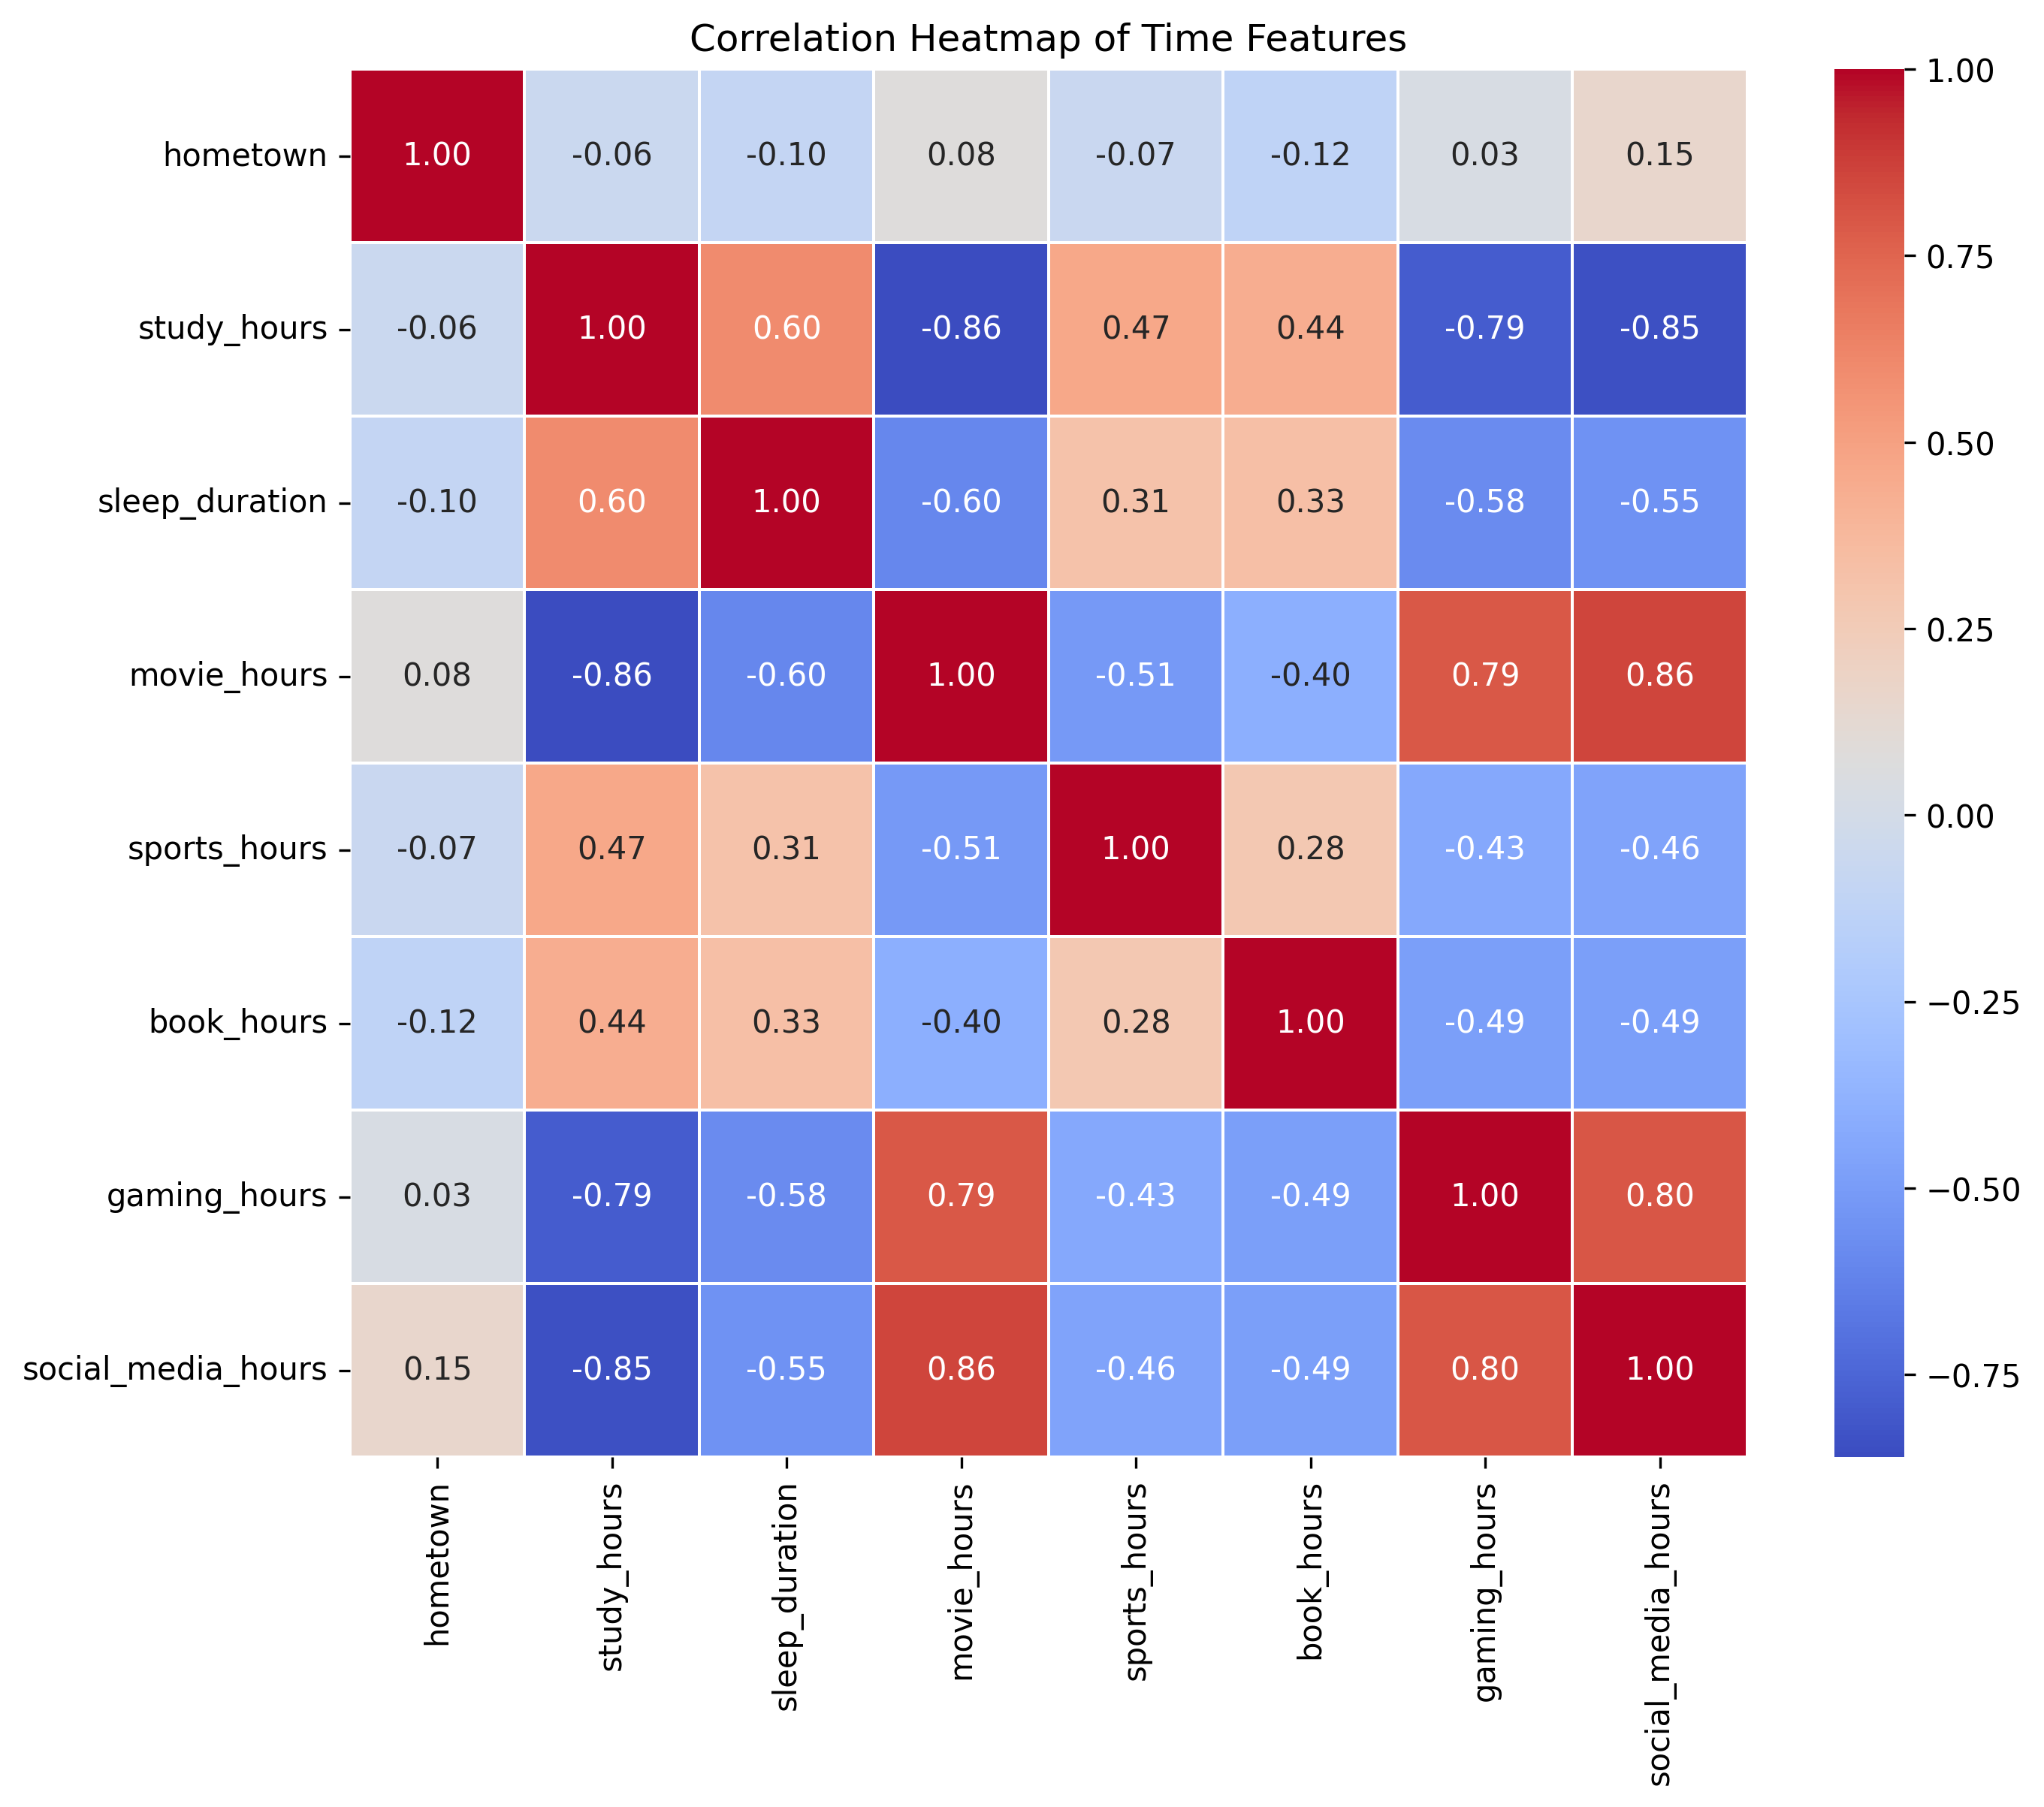 Correlation Heatmap of Time Features
hometown 1.00 -0.06 -0.10 0.08 -0.07 -0.12 0.03 0.15
study_hours -0.06 1.00 0.60 -0.86 0.47 0.44 -0.79 -0.85
sleep_duration -0.10 0.60 1.00 -0.60 0.31 0.33 -0.58 -0.55
movie_hours 0.08 -0.86 -0.60 1.00 -0.51 -0.40 0.79 0.86
sports_hours -0.07 0.47 0.31 -0.51 1.00 0.28 -0.43 -0.46
book_hours -0.12 0.44 0.33 -0.40 0.28 1.00 -0.49 -0.49
gaming_hours 0.03 -0.79 -0.58 0.79 -0.43 -0.49 1.00 0.80
social_media_hours 0.15 -0.85 -0.55 0.86 -0.46 -0.49 0.80 1.00
hometown
study_hours
sleep_duration
movie_hours
sports_hours
book_hours
gaming_hours
social_media_hours
1.00
0.75
0.50
0.25
0.00
−0.25
−0.50
−0.75